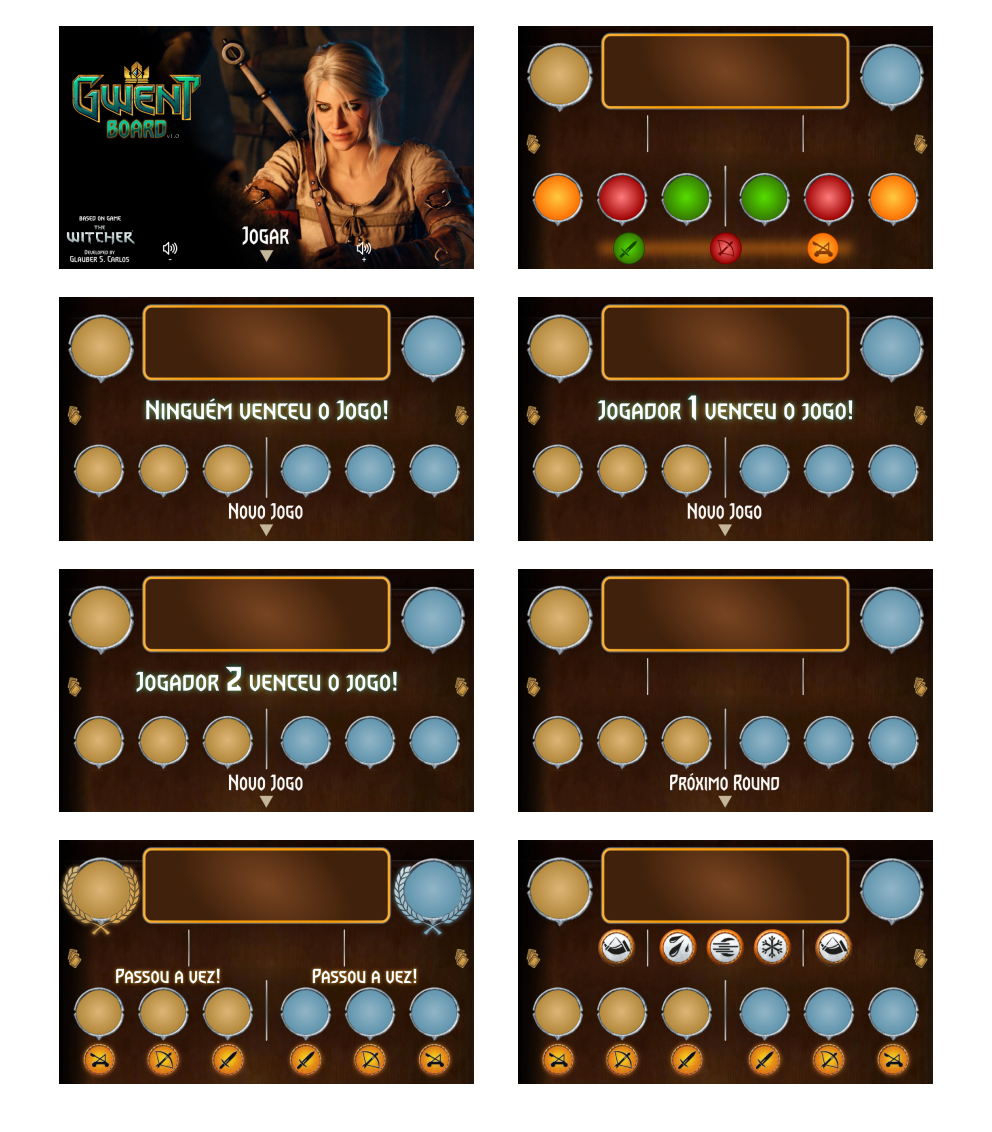 GWENT
BOARD V1.0
BASED ON GAME
THE
WITCHER
DEVELOPED BY
GLAUBER S. CARLOS
-
JOGAR
+
NINGUÉM VENCEU O JOGO!
NOVO JOGO
JOGADOR 1 VENCEU O JOGO!
NOVO JOGO
JOGADOR 2 VENCEU O JOGO!
NOVO JOGO
PRÓXIMO ROUND
PASSOU A VEZ!
PASSOU A VEZ!